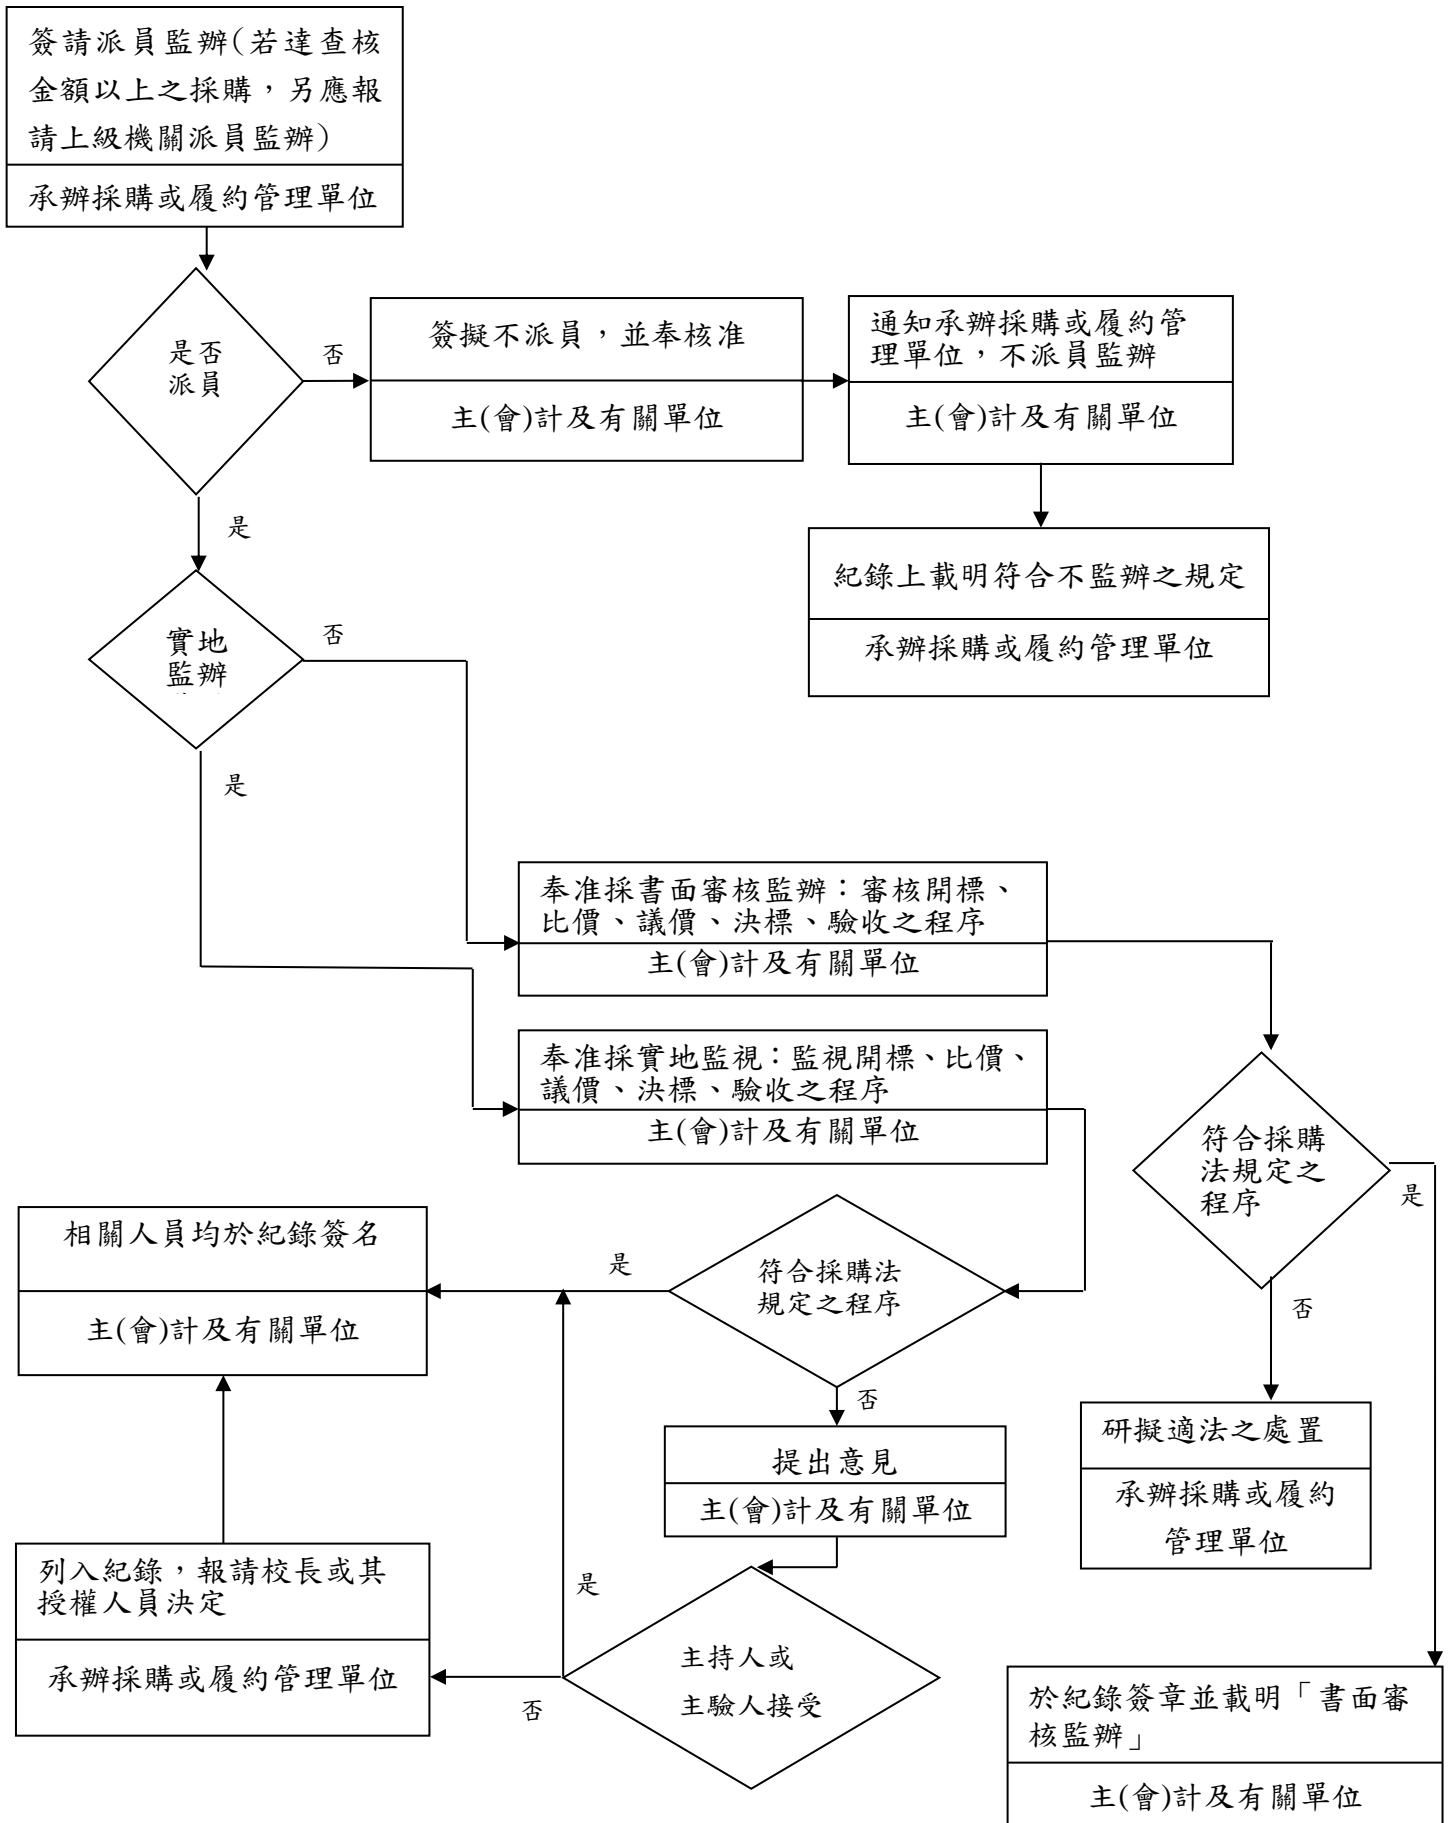 簽請派員監辦(若達查核
金額以上之採購，另應報
請上級機關派員監辦)
承辦採購或履約管理單位
是否
派員
否
簽擬不派員，並奉核准
主(會)計及有關單位
通知承辦採購或履約管
理單位，不派員監辦
主(會)計及有關單位
是
紀錄上載明符合不監辦之規定
承辦採購或履約管理單位
實地
監辦
否
是
奉准採書面審核監辦：審核開標、
比價、議價、決標、驗收之程序
主(會)計及有關單位
奉准採實地監視：監視開標、比價、
議價、決標、驗收之程序
主(會)計及有關單位
符合採購
法規定之
程序
是
否
相關人員均於紀錄簽名
主(會)計及有關單位
是
符合採購法
規定之程序
否
提出意見
主(會)計及有關單位
研擬適法之處置
承辦採購或履約
管理單位
列入紀錄，報請校長或其
授權人員決定
承辦採購或履約管理單位
是
否
主持人或
主驗人接受
於紀錄簽章並載明「書面審
核監辦」
主(會)計及有關單位